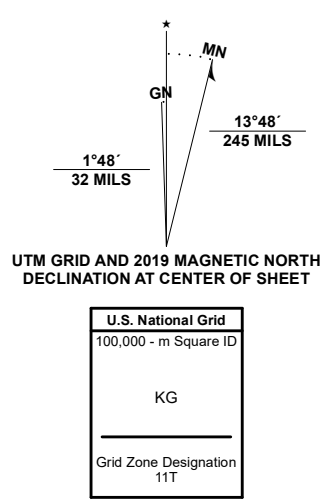 MN
GN
13°48´
245 MILS
1°48´
32 MILS
UTM GRID AND 2019 MAGNETIC NORTH
DECLINATION AT CENTER OF SHEET
U.S. National Grid
100,000 - m Square ID
KG
Grid Zone Designation
11T